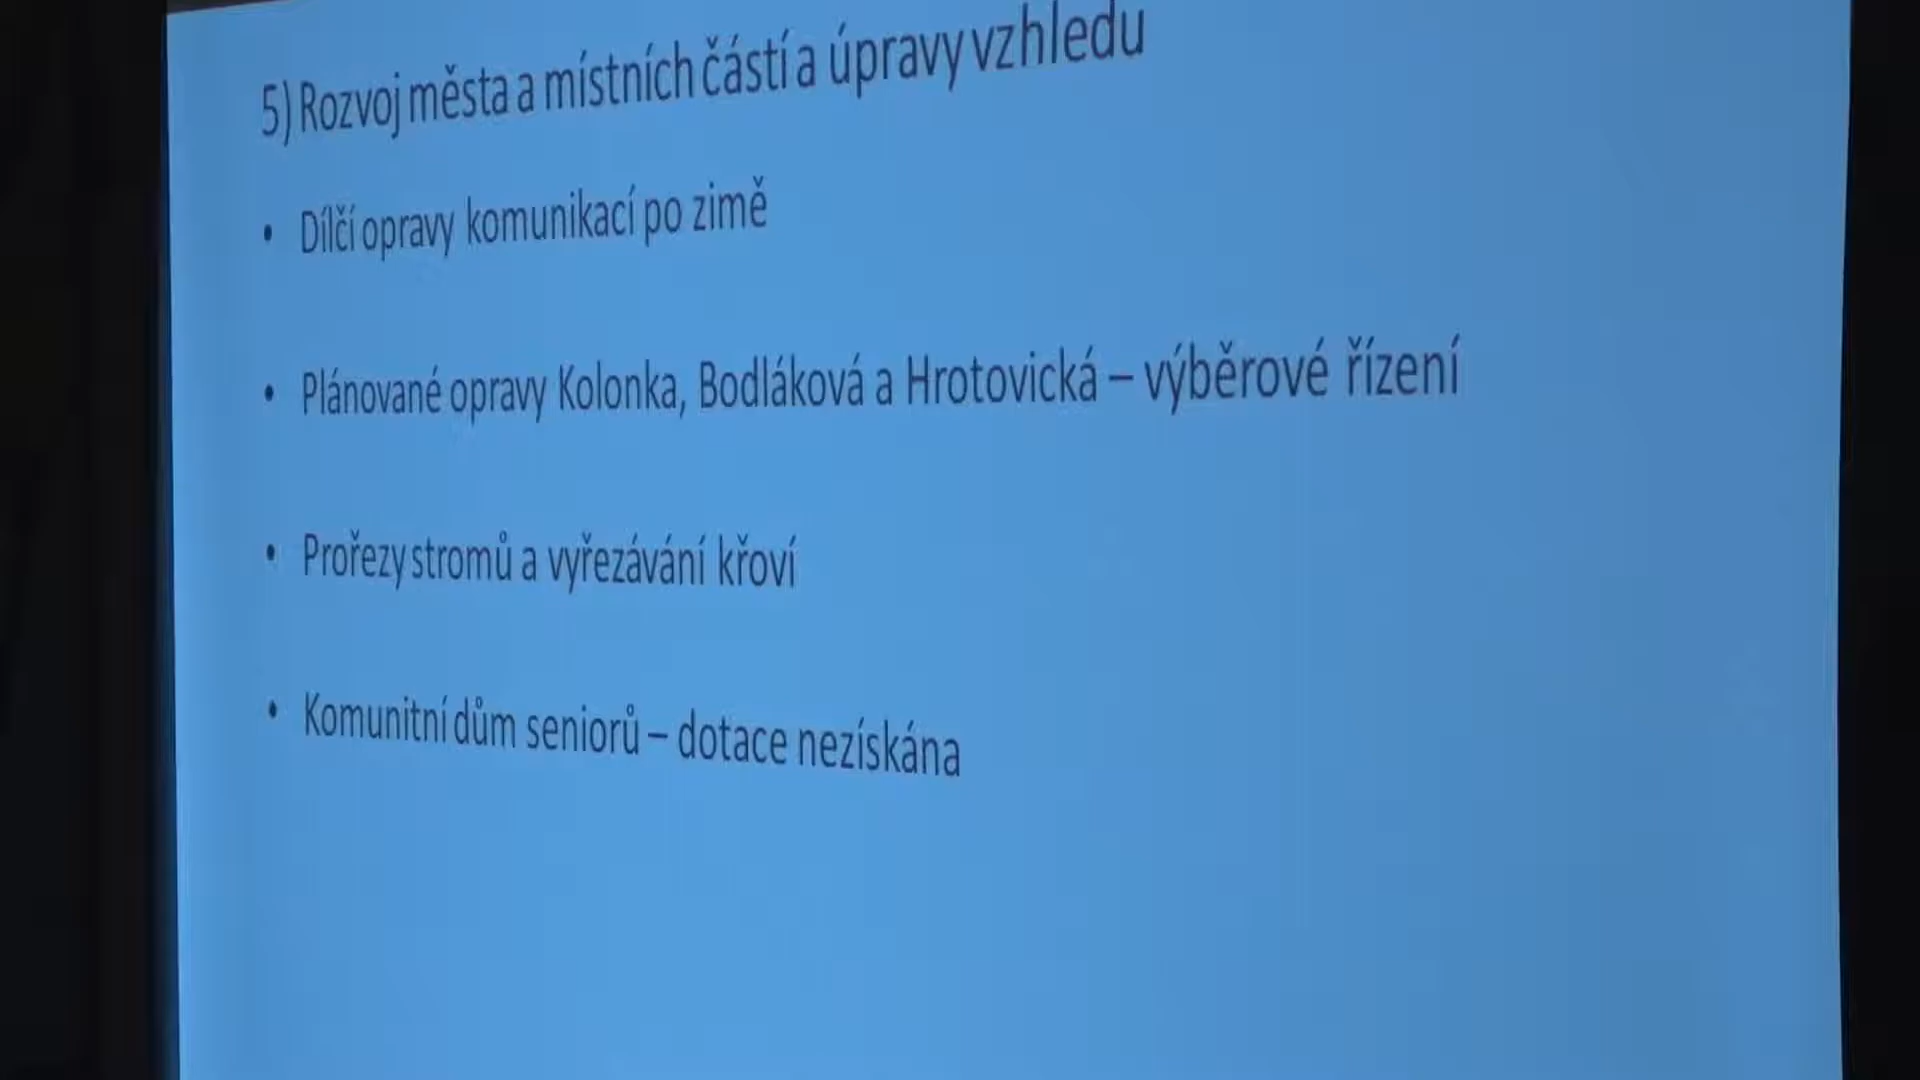 5) Rozvoj města a místních částí a úpravy vzhledu
• Dílčí opravy komunikací po zimě
• Plánované opravy Kolonka, Bodláková a Hrotovická – výběrové řízení
• Prořezy stromů a vyřezávání křoví
• Komunitní dům seniorů – dotace nezískána